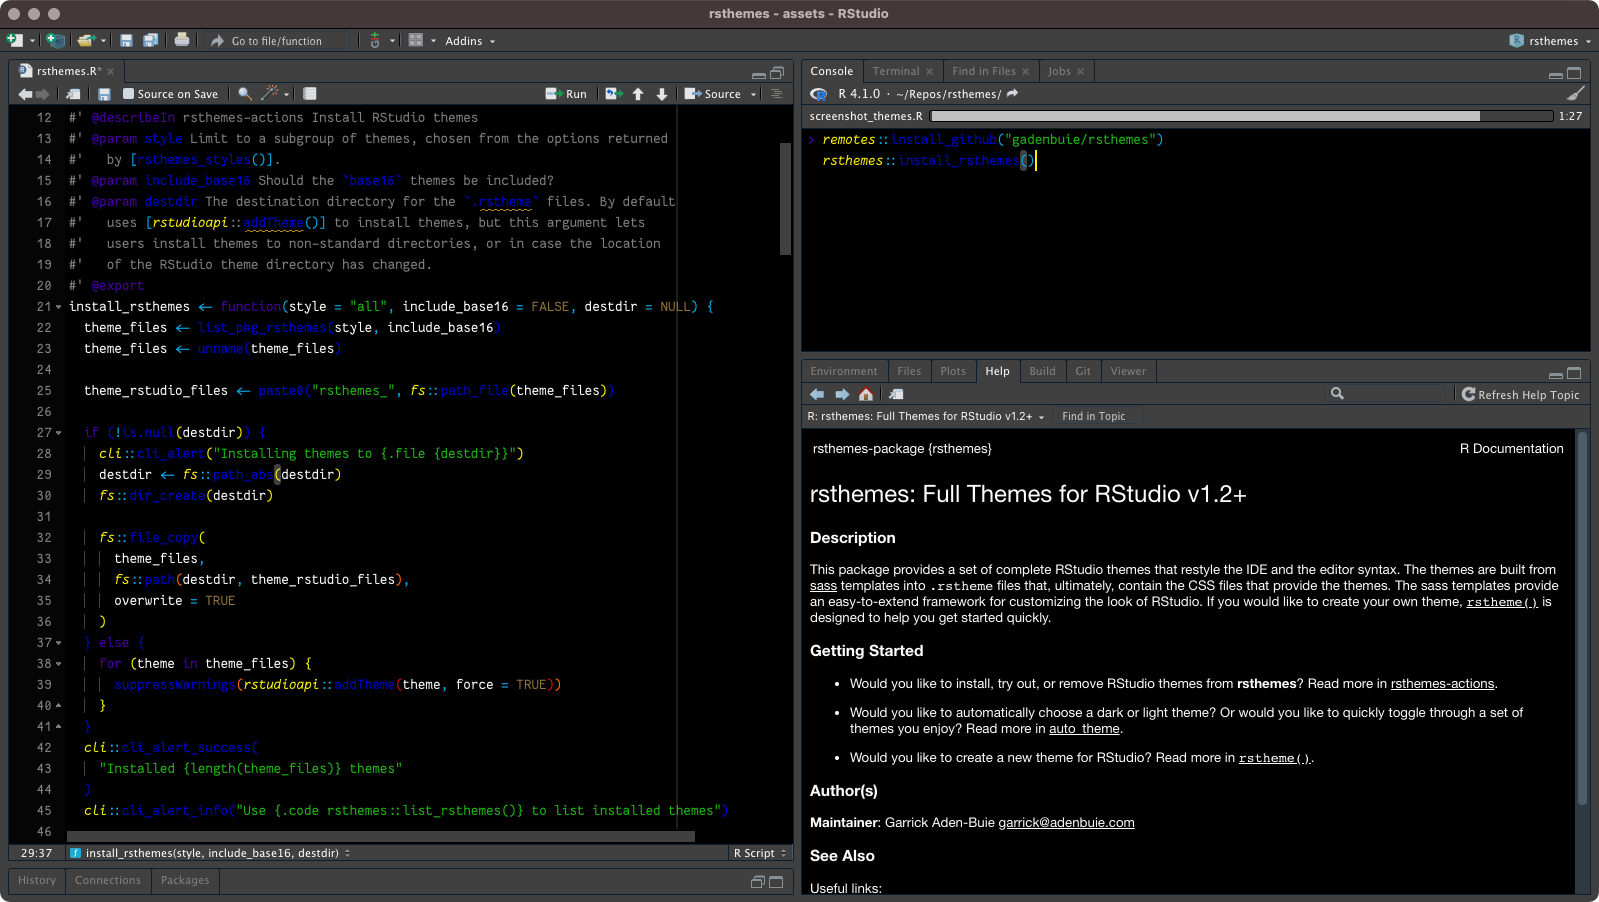 rsthemes - assets - RStudio
Go to file/function
Addins
rsthemes
rsthemes.R*
Source on Save
Run
Source
12 #' @describeIn rsthemes-actions Install RStudio themes
13 #' @param style Limit to a subgroup of themes, chosen from the options returned
14 #'   by [rsthemes_styles()].
15 #' @param include_base16 Should the `base16` themes be included?
16 #' @param destdir The destination directory for the `.rstheme` files. By default
17 #'   uses [rstudioapi::addTheme()] to install themes, but this argument lets
18 #'   users install themes to non-standard directories, or in case the location
19 #'   of the RStudio theme directory has changed.
20 #' @export
21 install_rsthemes <- function(style = "all", include_base16 = FALSE, destdir = NULL) {
22   theme_files <- list_pkg_rsthemes(style, include_base16)
23   theme_files <- unname(theme_files)
24
25   theme_rstudio_files <- paste0("rsthemes_", fs::path_file(theme_files))
26
27   if (!is.null(destdir)) {
28     cli::cli_alert("Installing themes to {.file {destdir}}")
29     destdir <- fs::path_abs(destdir)
30     fs::dir_create(destdir)
31
32     fs::file_copy(
33       theme_files,
34       fs::path(destdir, theme_rstudio_files),
35       overwrite = TRUE
36     )
37   } else {
38     for (theme in theme_files) {
39       suppressWarnings(rstudioapi::addTheme(theme, force = TRUE))
40     }
41   }
42   cli::cli_alert_success(
43     "Installed {length(theme_files)} themes"
44   )
45   cli::cli_alert_info("Use {.code rsthemes::list_rsthemes()} to list installed themes")
46
29:37 install_rsthemes(style, include_base16, destdir) R Script
History Connections Packages
Console Terminal Find in Files Jobs
R 4.1.0 · ~/Repos/rsthemes/
screenshot_themes.R 1:27
> remotes::install_github("gadenbuie/rsthemes")
rsthemes::install_rsthemes()
Environment Files Plots Help Build Git Viewer
Refresh Help Topic
R: rsthemes: Full Themes for RStudio v1.2+ Find in Topic
rsthemes-package {rsthemes} R Documentation
rsthemes: Full Themes for RStudio v1.2+
Description
This package provides a set of complete RStudio themes that restyle the IDE and the editor syntax. The themes are built from
sass templates into .rstheme files that, ultimately, contain the CSS files that provide the themes. The sass templates provide
an easy-to-extend framework for customizing the look of RStudio. If you would like to create your own theme, rstheme() is
designed to help you get started quickly.
Getting Started
• Would you like to install, try out, or remove RStudio themes from rsthemes? Read more in rsthemes-actions.
• Would you like to automatically choose a dark or light theme? Or would you like to quickly toggle through a set of
themes you enjoy? Read more in auto_theme.
• Would you like to create a new theme for RStudio? Read more in rstheme().
Author(s)
Maintainer: Garrick Aden-Buie garrick@adenbuie.com
See Also
Useful links: